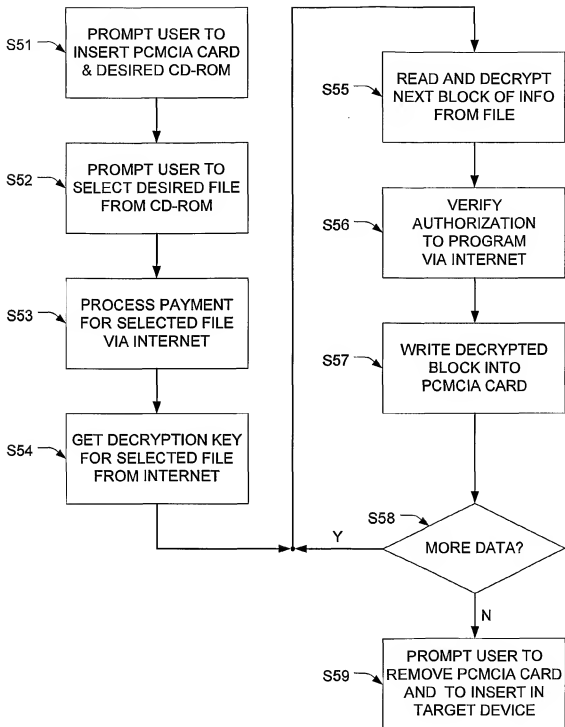 S51
PROMPT USER TO
INSERT PCMCIA CARD
& DESIRED CD-ROM
S52
PROMPT USER TO
SELECT DESIRED FILE
FROM CD-ROM
S53
PROCESS PAYMENT
FOR SELECTED FILE
VIA INTERNET
S54
GET DECRYPTION KEY
FOR SELECTED FILE
FROM INTERNET
S55
READ AND DECRYPT
NEXT BLOCK OF INFO
FROM FILE
S56
VERIFY
AUTHORIZATION
TO PROGRAM
VIA INTERNET
S57
WRITE DECRYPTED
BLOCK INTO
PCMCIA CARD
S58
MORE DATA?
Y
N
S59
PROMPT USER TO
REMOVE PCMCIA CARD
AND TO INSERT IN
TARGET DEVICE